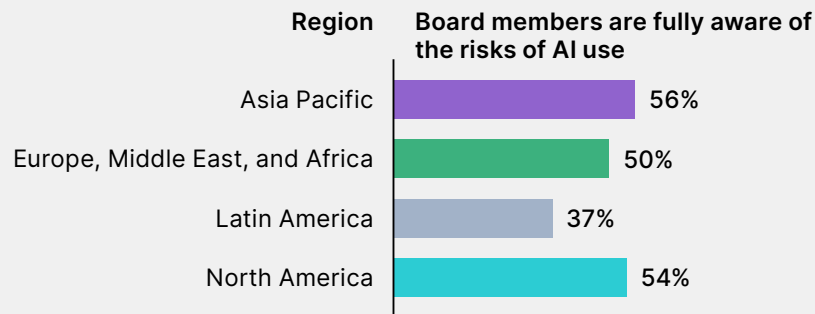 Region
Board members are fully aware of
the risks of AI use
Asia Pacific 56%
Europe, Middle East, and Africa 50%
Latin America 37%
North America 54%